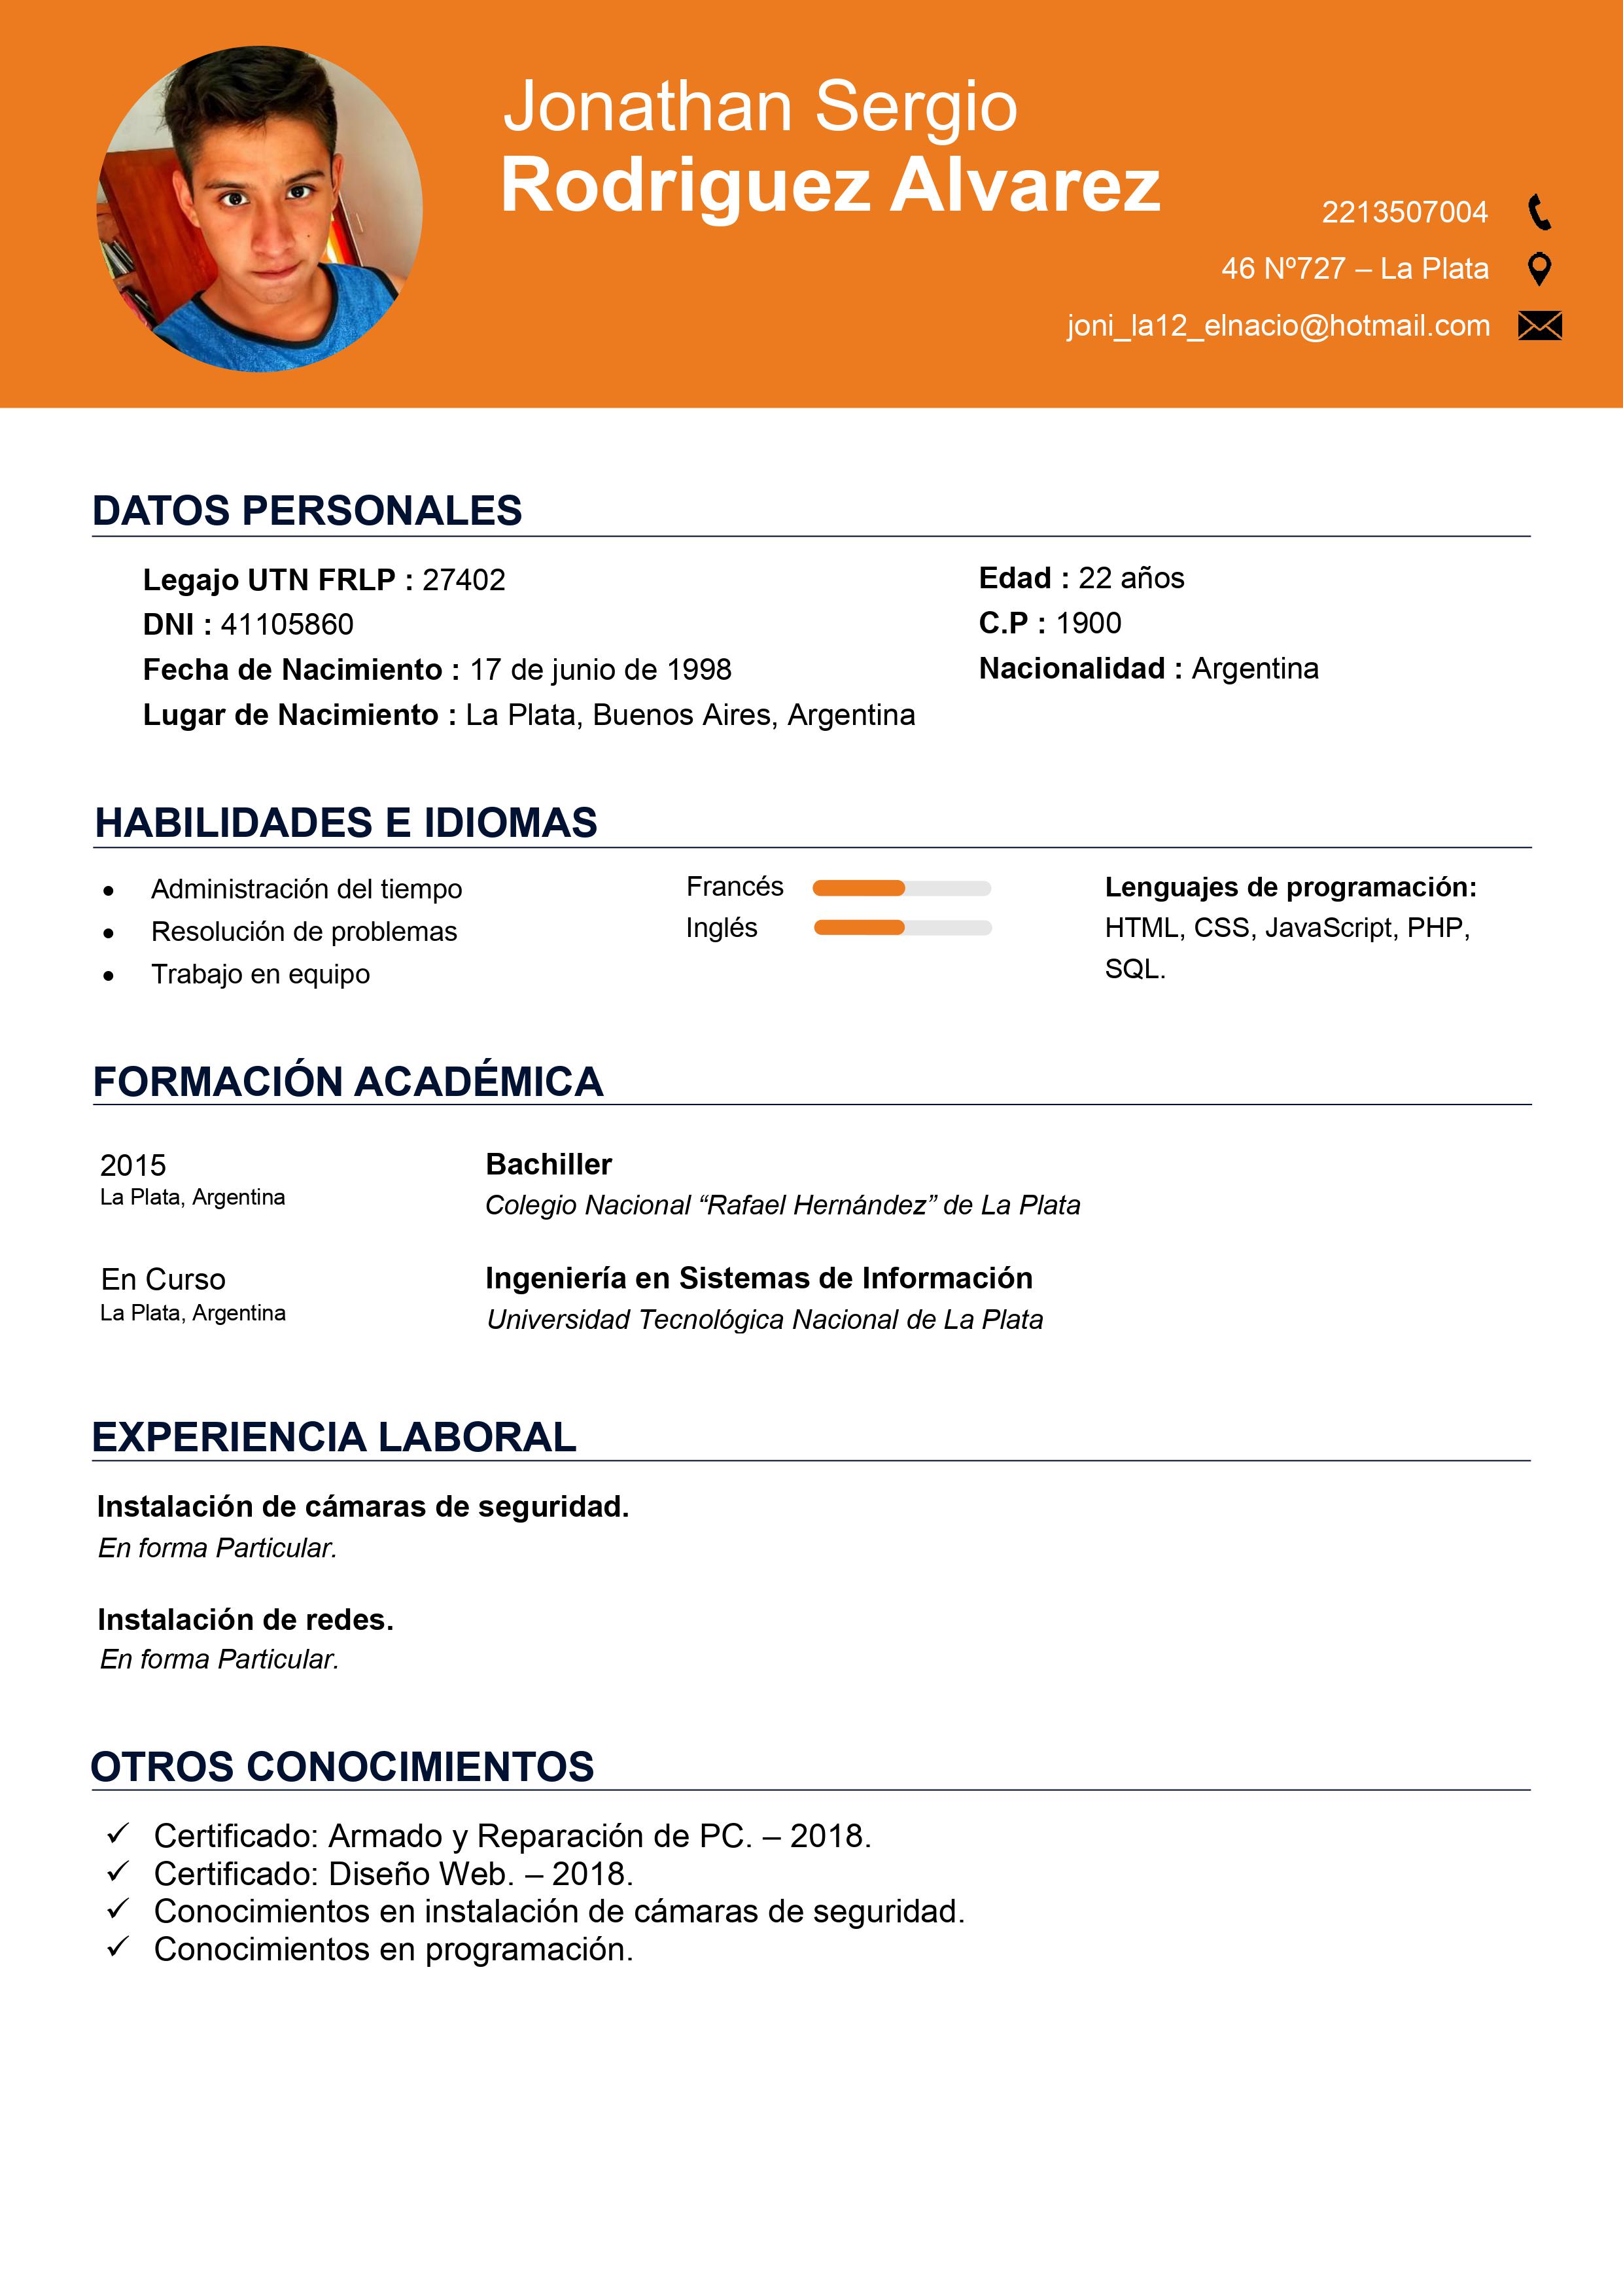 Jonathan Sergio
Rodriguez Alvarez
2213507004
46 Nº727 – La Plata
joni_la12_elnacio@hotmail.com
DATOS PERSONALES
Legajo UTN FRLP : 27402
DNI : 41105860
Fecha de Nacimiento : 17 de junio de 1998
Lugar de Nacimiento : La Plata, Buenos Aires, Argentina
Edad : 22 años
C.P : 1900
Nacionalidad : Argentina
HABILIDADES E IDIOMAS
• Administración del tiempo
• Resolución de problemas
• Trabajo en equipo
Francés
Inglés
Lenguajes de programación:
HTML, CSS, JavaScript, PHP,
SQL.
FORMACIÓN ACADÉMICA
2015
La Plata, Argentina
Bachiller
Colegio Nacional “Rafael Hernández” de La Plata
En Curso
La Plata, Argentina
Ingeniería en Sistemas de Información
Universidad Tecnológica Nacional de La Plata
EXPERIENCIA LABORAL
Instalación de cámaras de seguridad.
En forma Particular.
Instalación de redes.
En forma Particular.
OTROS CONOCIMIENTOS
✓ Certificado: Armado y Reparación de PC. – 2018.
✓ Certificado: Diseño Web. – 2018.
✓ Conocimientos en instalación de cámaras de seguridad.
✓ Conocimientos en programación.